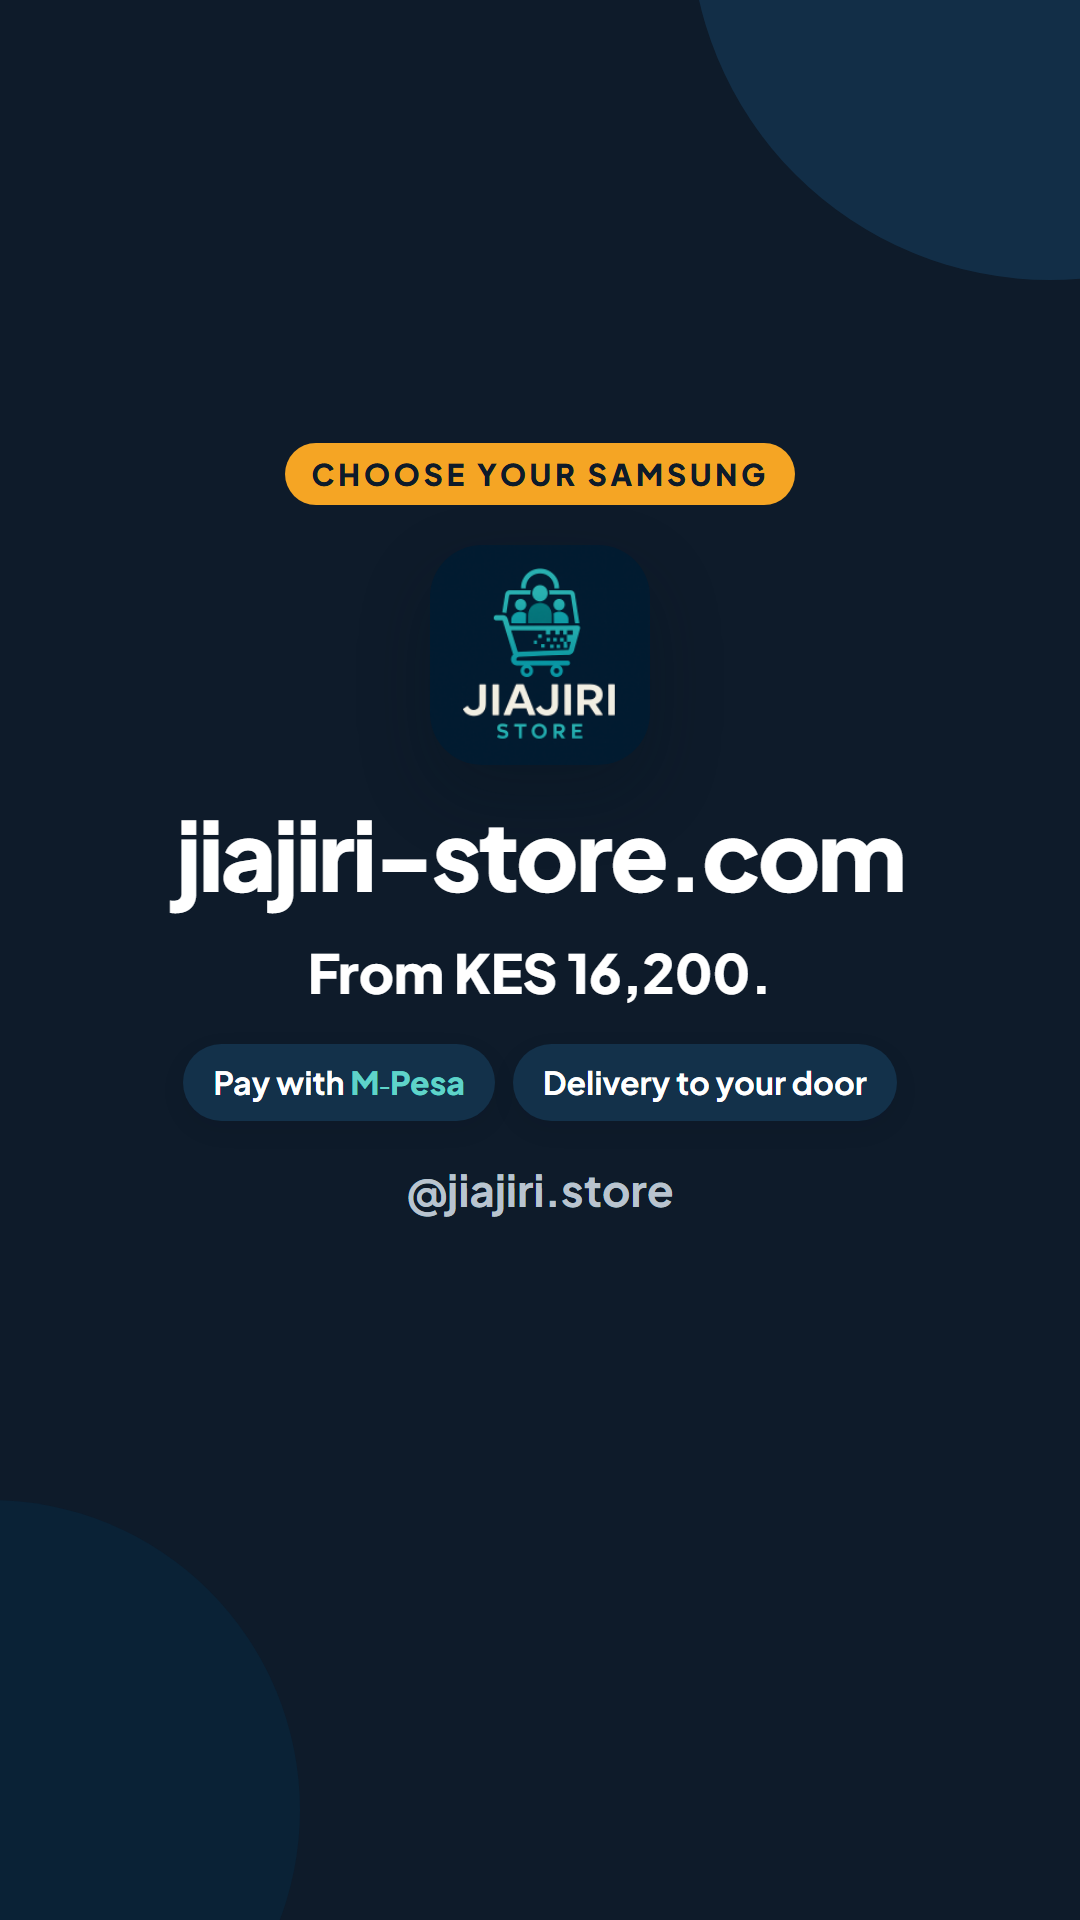 CHOOSE YOUR SAMSUNG
JIAJIRI
STORE
jiajiri-store.com
From KES 16,200.
Pay with M-Pesa
Delivery to your door
@jiajiri.store